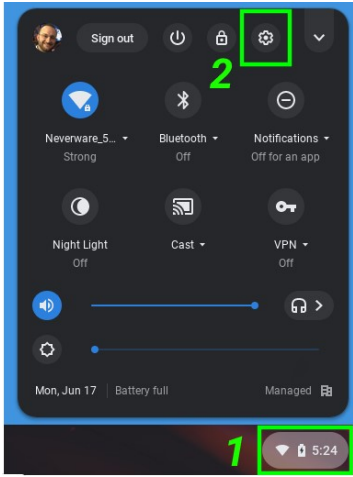 Sign out
2
Neverware_5... Bluetooth Notifications
Strong Off Off for an app
Night Light Cast VPN
Off Off
Mon, Jun 17 Battery full Managed
1 5:24